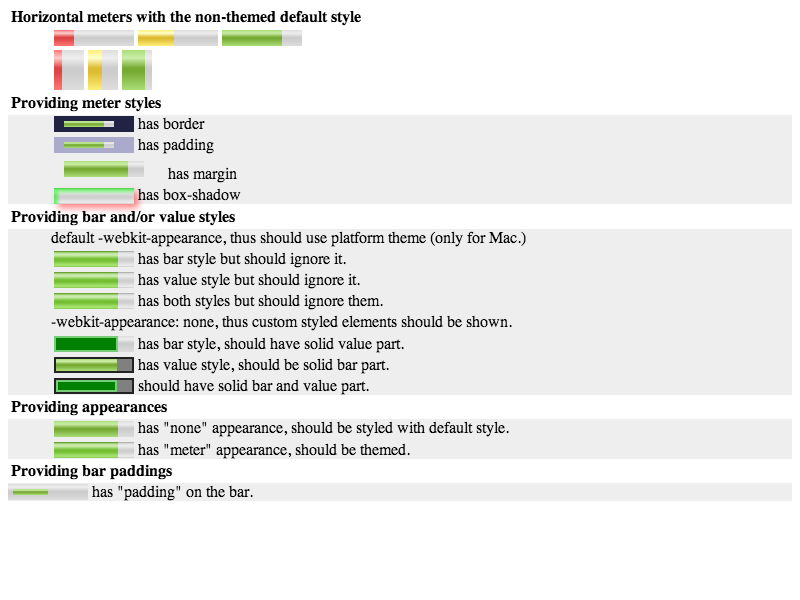 Horizontal meters with the non-themed default style
Providing meter styles
has border
has padding
has margin
has box-shadow
Providing bar and/or value styles
default -webkit-appearance, thus should use platform theme (only for Mac.)
has bar style but should ignore it.
has value style but should ignore it.
has both styles but should ignore them.
-webkit-appearance: none, thus custom styled elements should be shown.
has bar style, should have solid value part.
has value style, should be solid bar part.
should have solid bar and value part.
Providing appearances
has "none" appearance, should be styled with default style.
has "meter" appearance, should be themed.
Providing bar paddings
has "padding" on the bar.